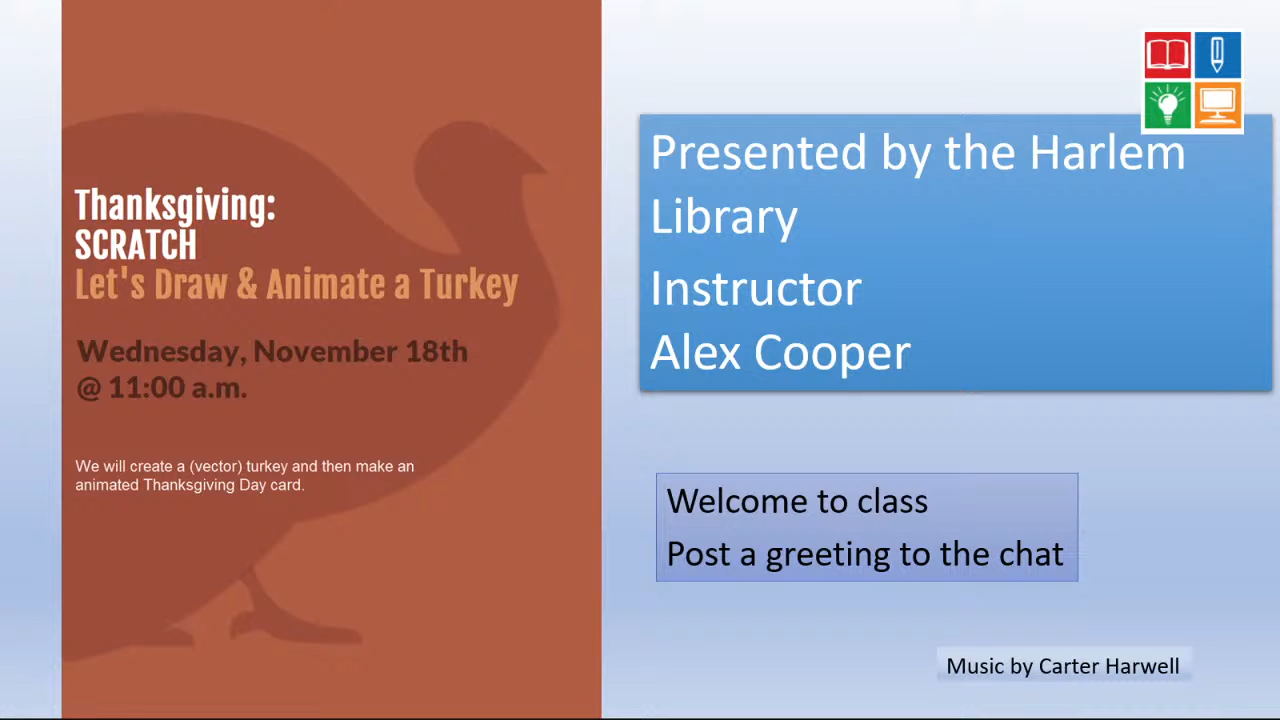 Thanksgiving:
SCRATCH
Let's Draw & Animate a Turkey
Wednesday, November 18th
@ 11:00 a.m.
We will create a (vector) turkey and then make an
animated Thanksgiving Day card.
Presented by the Harlem
Library
Instructor
Alex Cooper
Welcome to class
Post a greeting to the chat
Music by Carter Harwell